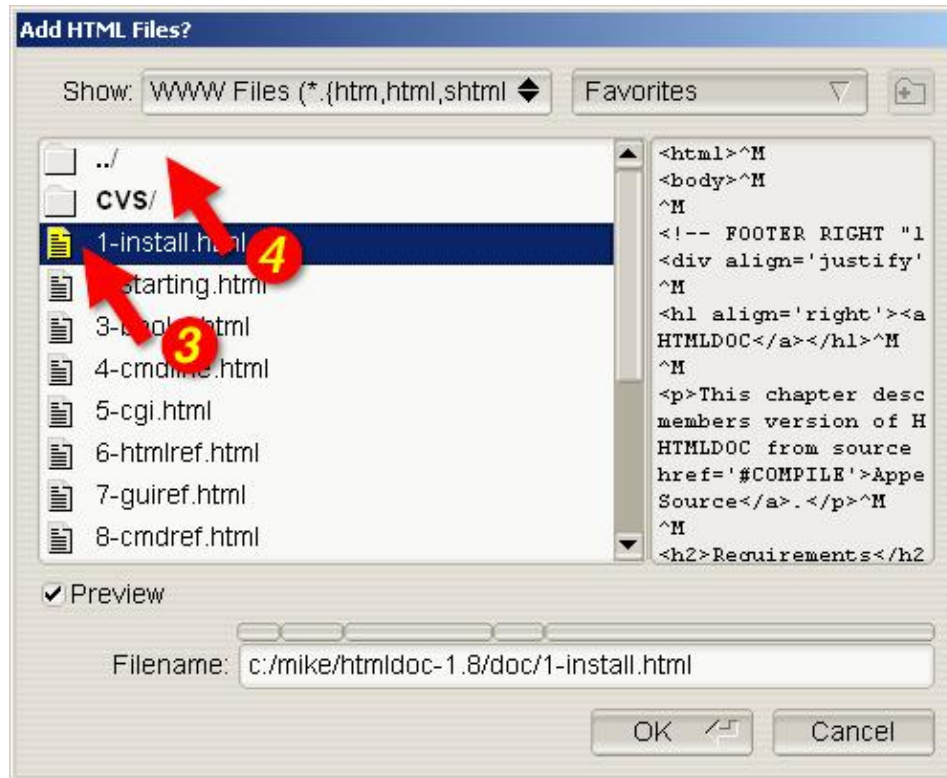 Add HTML Files?
Show: WWW Files (*.{htm,html,shtml Favorites
../
CVS/
1-install.html
4
starting.html
3
4-cmdline.html
5-cgi.html
6-htmlref.html
7-guiref.html
8-cmdref.html
<html>^M
<body>^M
^M
<!-- FOOTER RIGHT "1
<div align='justify'
^M
<h1 align='right'><a
HTMLDOC</a></h1>^M
^M
<p>This chapter desc
members version of H
HTMLDOC from source
href='#COMPILE'>Appe
Source</a>.</p>^M
^M
<h2>Requirements</h2
Preview
Filename: c:/mike/htmldoc-1.8/doc/1-install.html
OK Cancel